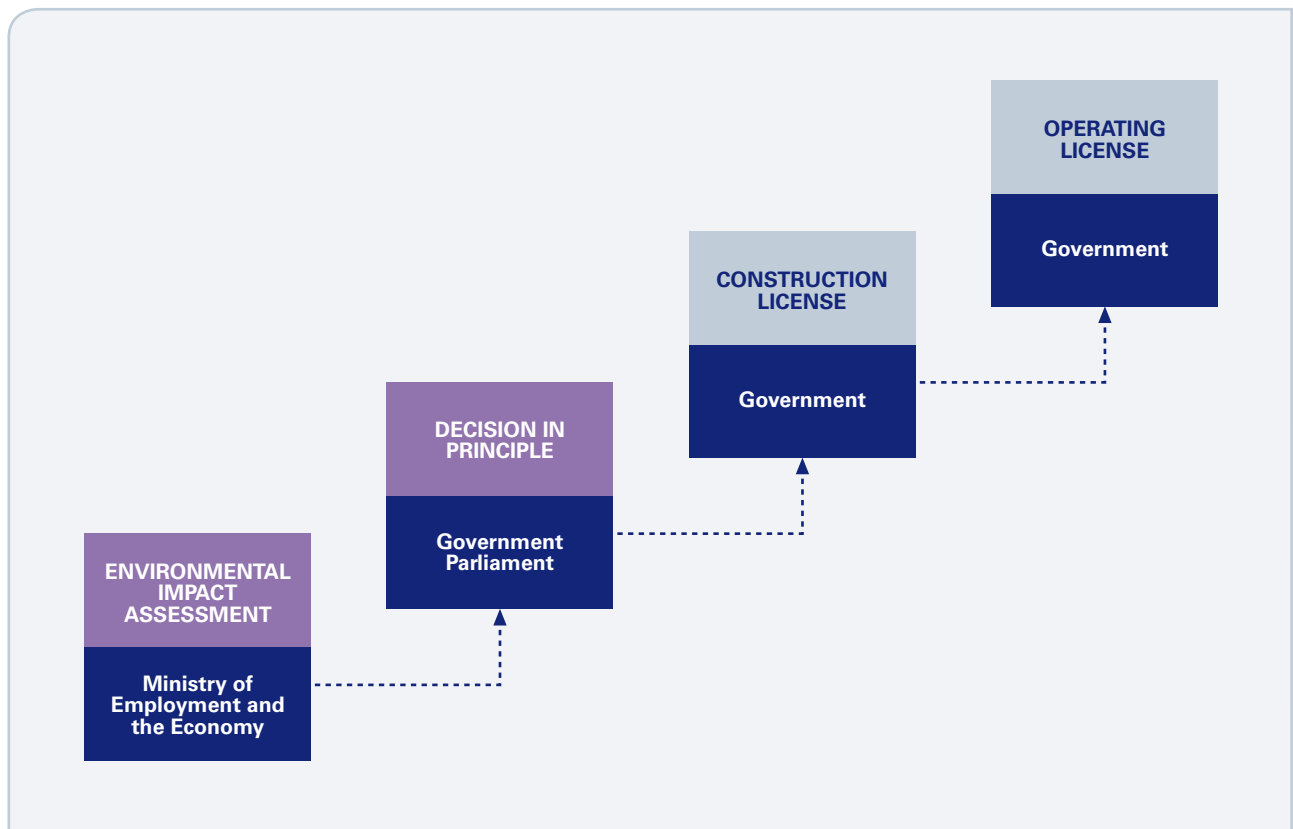 ENVIRONMENTAL
IMPACT
ASSESSMENT
Ministry of
Employment and
the Economy
DECISION IN
PRINCIPLE
Government
Parliament
CONSTRUCTION
LICENSE
Government
OPERATING
LICENSE
Government